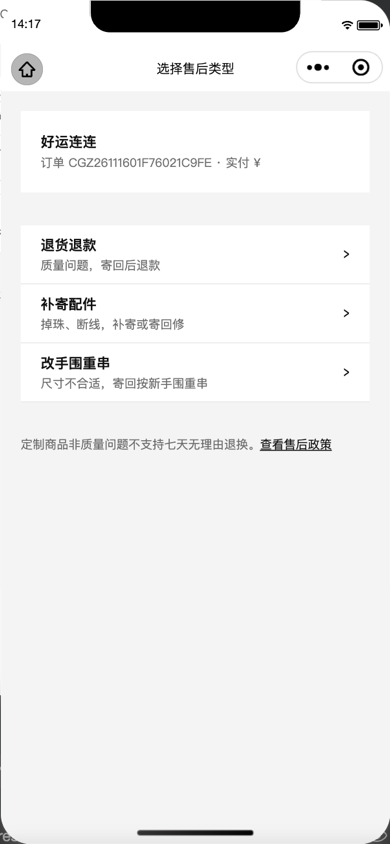 14:17
选择售后类型
好运连连
订单 CGZ26111601F76021C9FE · 实付 ¥
退货退款
质量问题，寄回后退款
补寄配件
掉珠、断线，补寄或寄回修
改手围重串
尺寸不合适，寄回按新手围重串
定制商品非质量问题不支持七天无理由退换。查看售后政策